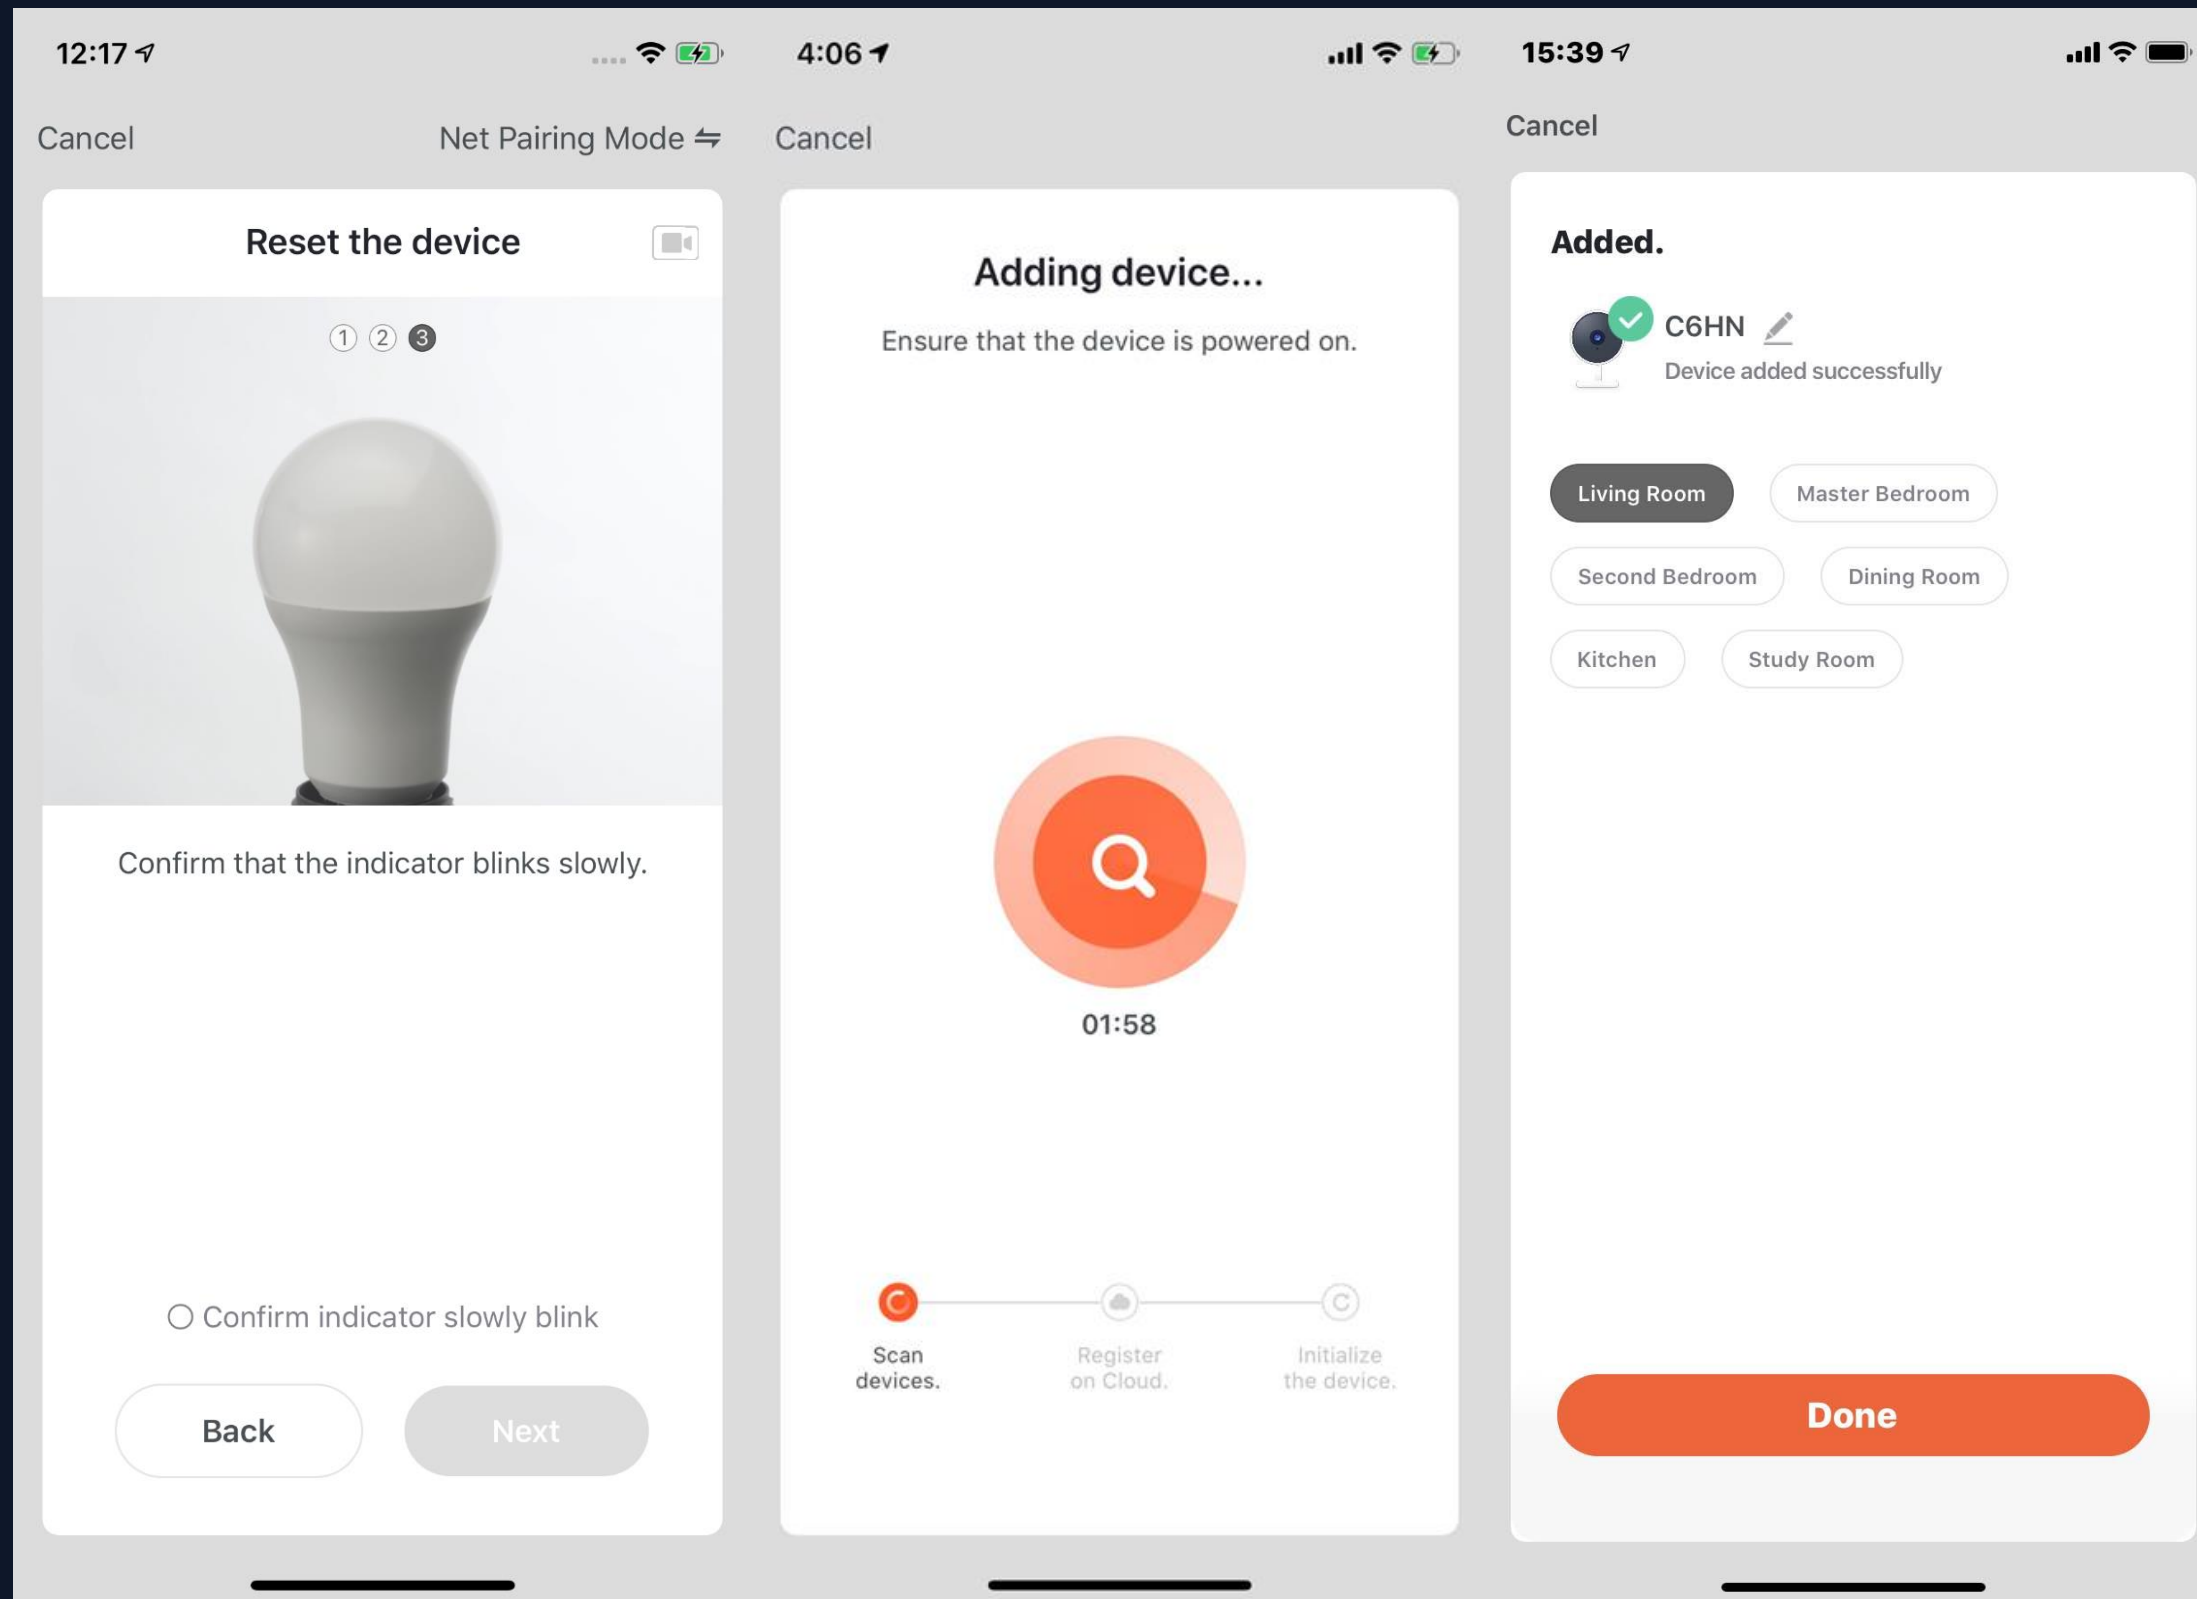 12:17
Cancel
Net Pairing Mode
Reset the device
1 2 3
Confirm that the indicator blinks slowly.
Confirm indicator slowly blink
Back
Next
4:06
Cancel
Adding device...
Ensure that the device is powered on.
01:58
Scan
devices.
Register
on Cloud.
Initialize
the device.
15:39
Cancel
Added.
C6HN
Device added successfully
Living Room
Master Bedroom
Second Bedroom
Dining Room
Kitchen
Study Room
Done